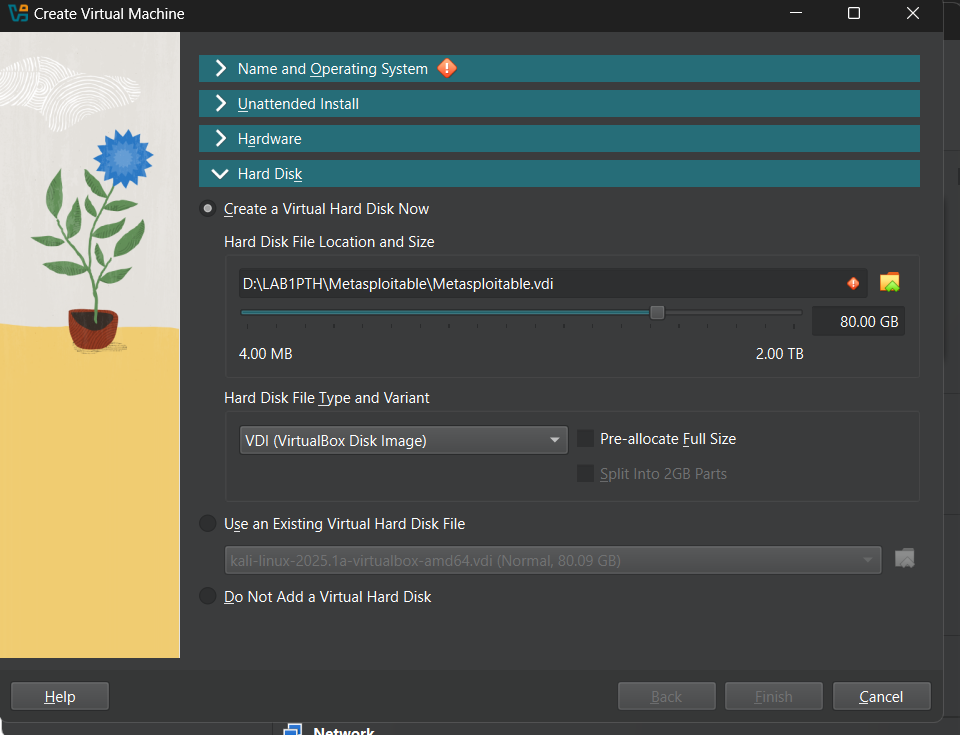 Create Virtual Machine
Name and Operating System
Unattended Install
Hardware
Hard Disk
Create a Virtual Hard Disk Now
Hard Disk File Location and Size
D:\LAB1PTH\Metasploitable\Metasploitable.vdi
80.00 GB
4.00 MB 2.00 TB
Hard Disk File Type and Variant
VDI (VirtualBox Disk Image) Pre-allocate Full Size
Split Into 2GB Parts
Use an Existing Virtual Hard Disk File
kali-linux-2025.1a-virtualbox-amd64.vdi (Normal, 80.09 GB)
Do Not Add a Virtual Hard Disk
Help Back Finish Cancel
Network